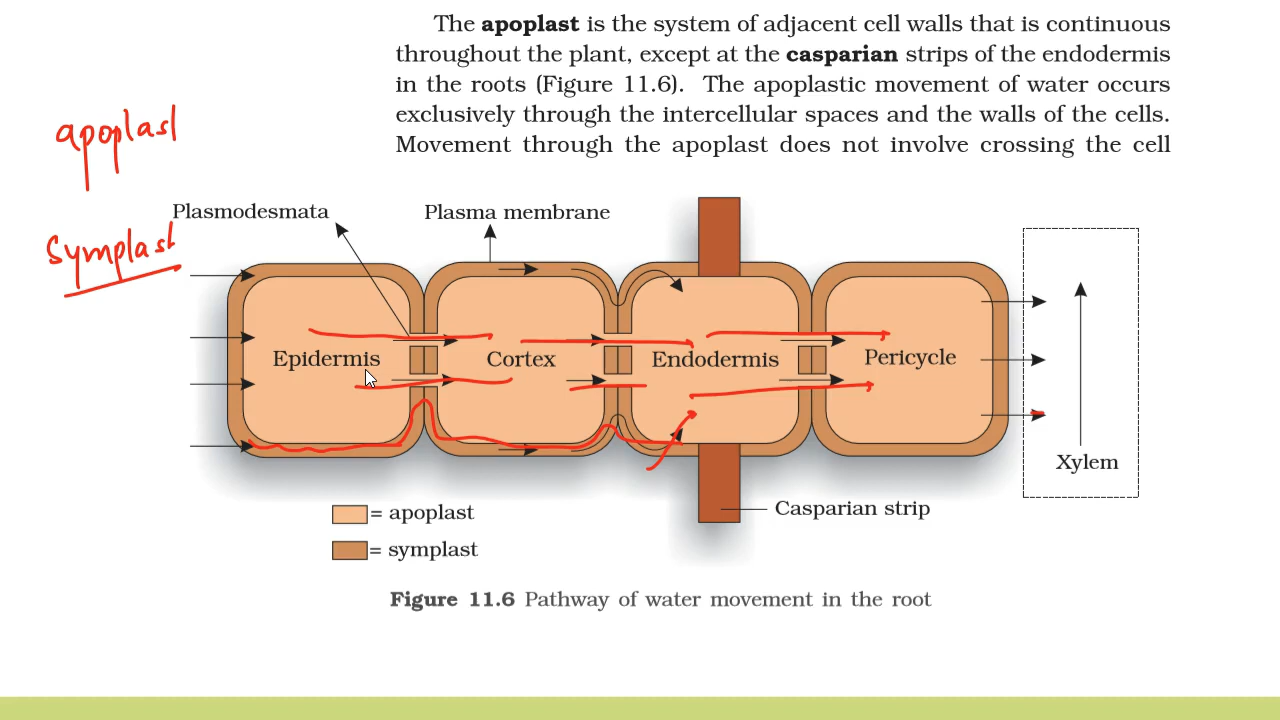 The apoplast is the system of adjacent cell walls that is continuous
throughout the plant, except at the casparian strips of the endodermis
in the roots (Figure 11.6). The apoplastic movement of water occurs
exclusively through the intercellular spaces and the walls of the cells.
Movement through the apoplast does not involve crossing the cell
apoplast
symplast
Plasmodesmata
Plasma membrane
Epidermis
Cortex
Endodermis
Pericycle
Xylem
Casparian strip
= apoplast
= symplast
Figure 11.6 Pathway of water movement in the root